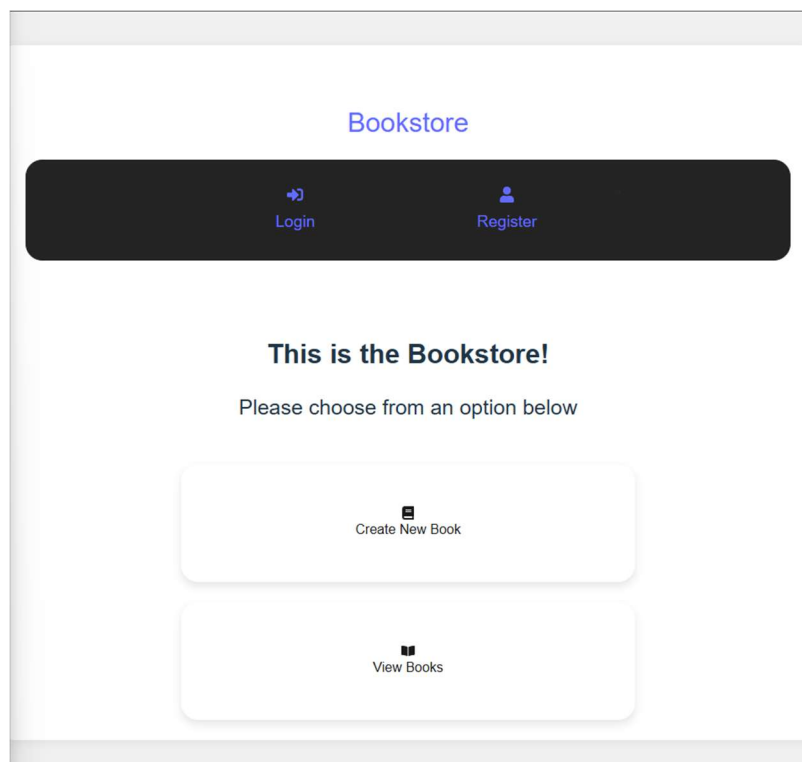 Bookstore
Login
Register
This is the Bookstore!
Please choose from an option below
Create New Book
View Books